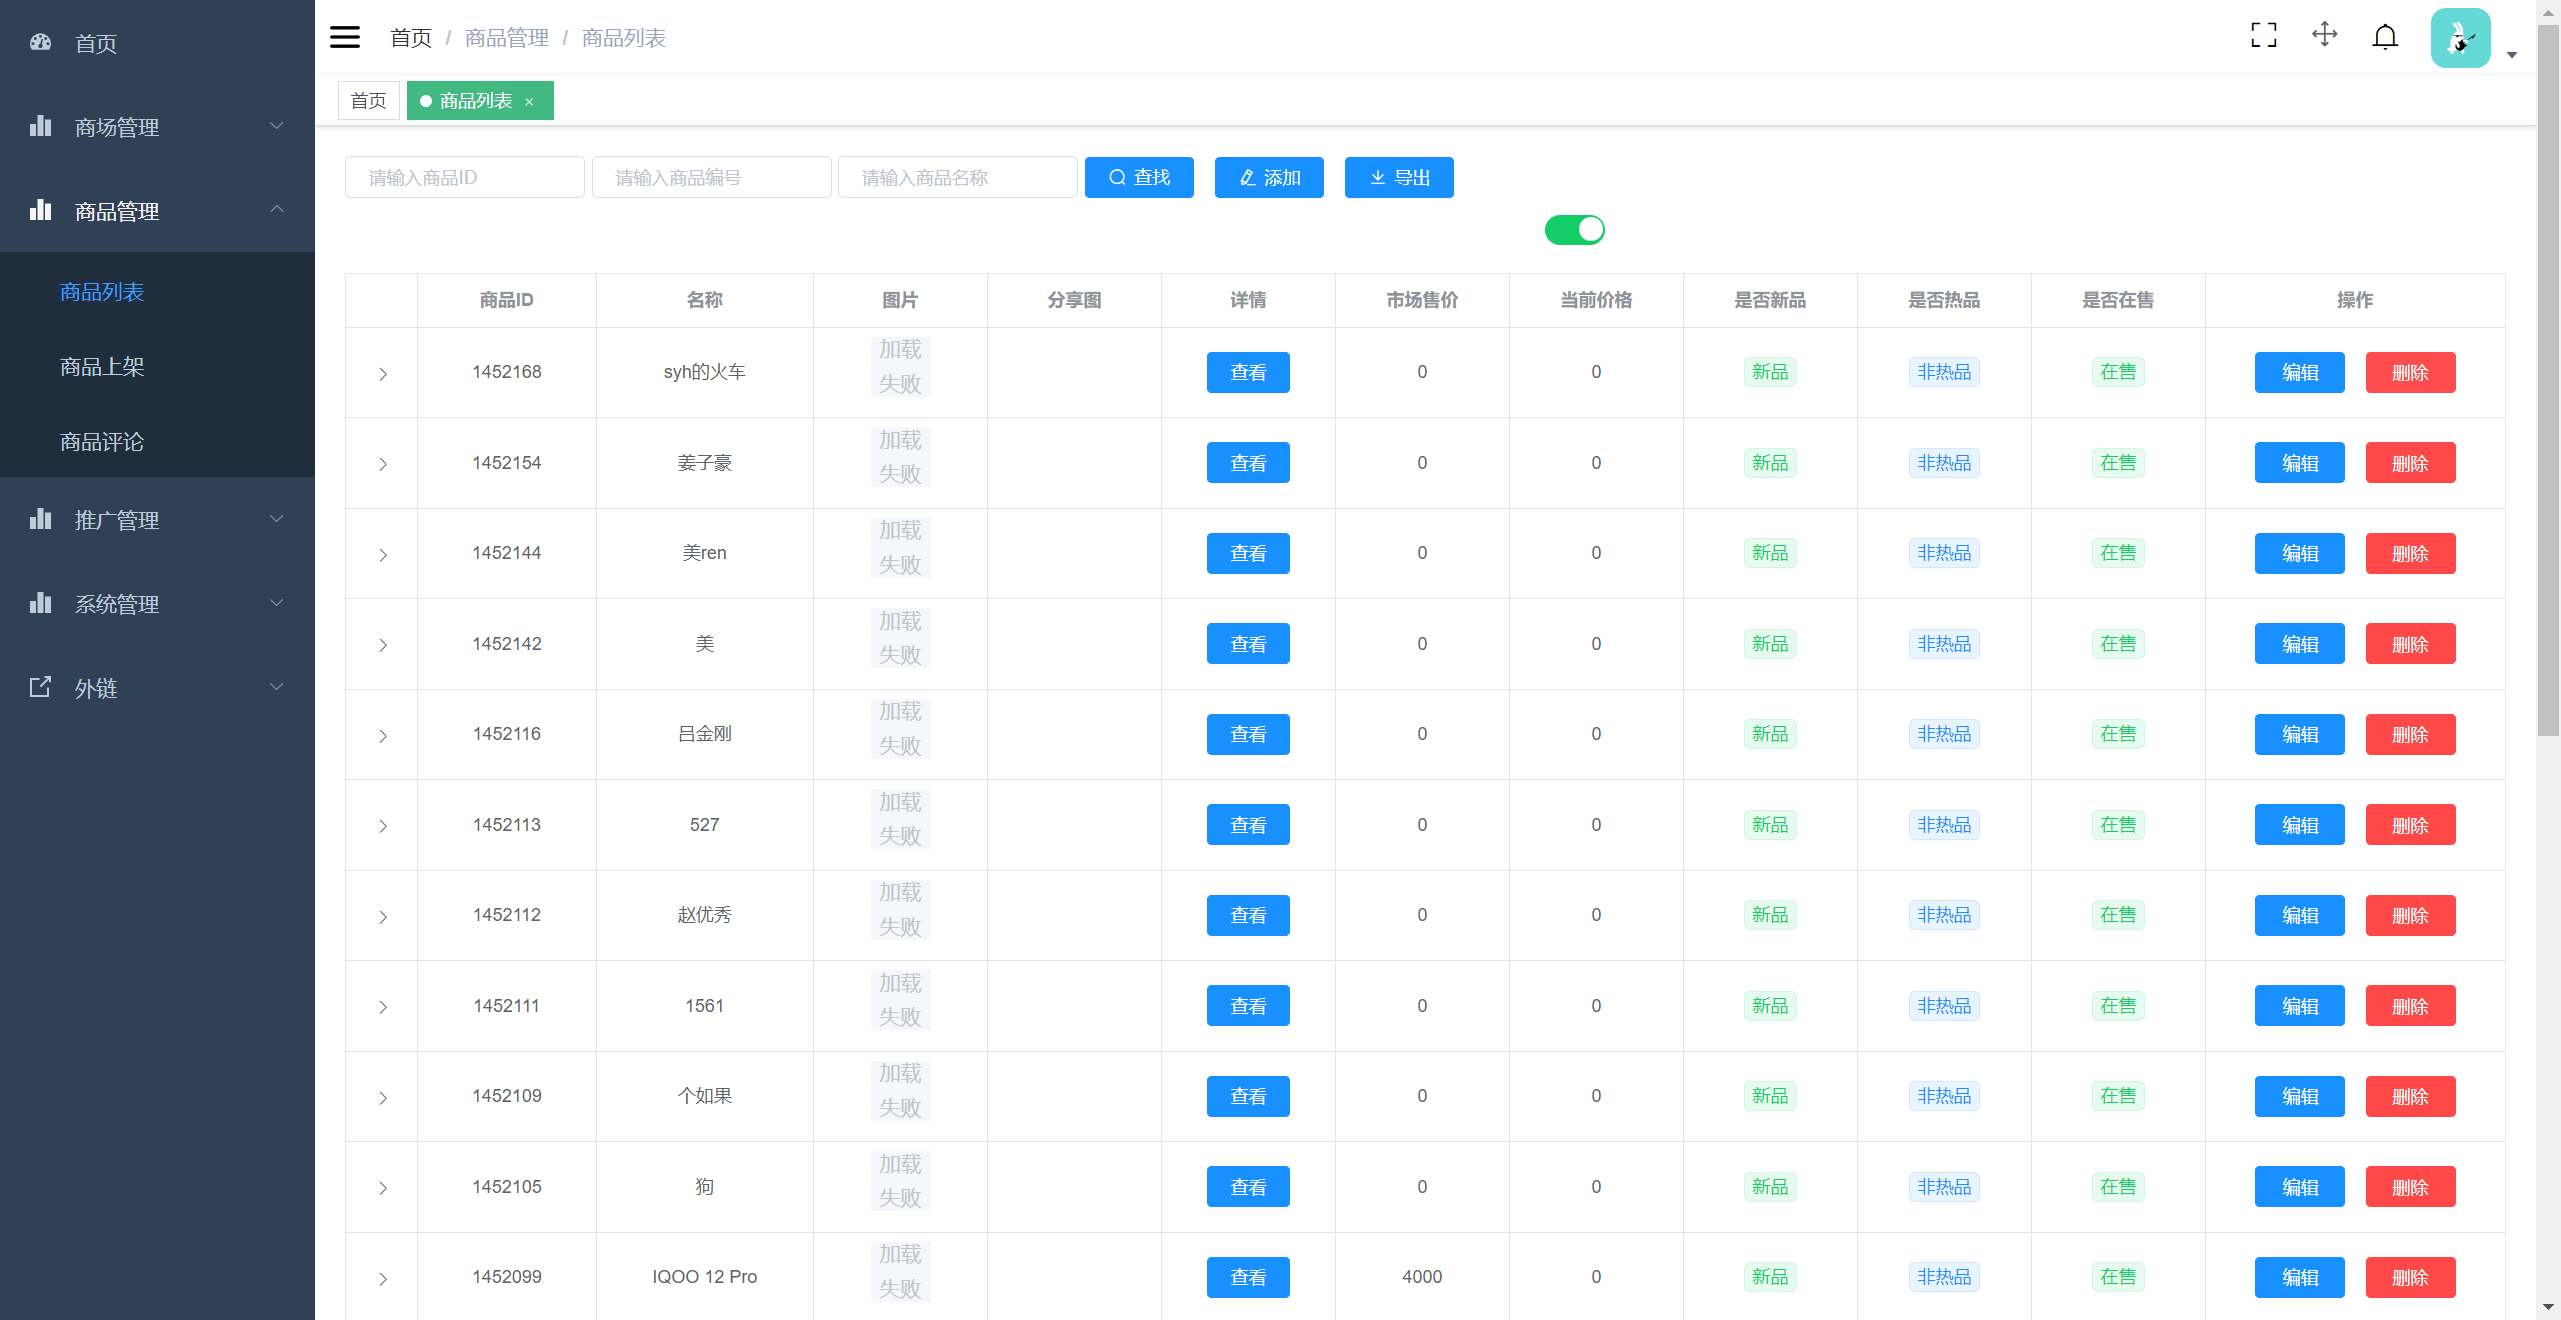 首页
商场管理
商品管理
商品列表
商品上架
商品评论
推广管理
系统管理
外链
首页 / 商品管理 / 商品列表
首页 商品列表 ×
请输入商品ID 请输入商品编号 请输入商品名称 查找 添加 导出
商品ID 名称 图片 分享图 详情 市场售价 当前价格 是否新品 是否热品 是否在售 操作
1452168 syh的火车 加载失败 查看 0 0 新品 非热品 在售 编辑 删除
1452154 姜子豪 加载失败 查看 0 0 新品 非热品 在售 编辑 删除
1452144 美ren 加载失败 查看 0 0 新品 非热品 在售 编辑 删除
1452142 美 加载失败 查看 0 0 新品 非热品 在售 编辑 删除
1452116 吕金刚 加载失败 查看 0 0 新品 非热品 在售 编辑 删除
1452113 527 加载失败 查看 0 0 新品 非热品 在售 编辑 删除
1452112 赵优秀 加载失败 查看 0 0 新品 非热品 在售 编辑 删除
1452111 1561 加载失败 查看 0 0 新品 非热品 在售 编辑 删除
1452109 个如果 加载失败 查看 0 0 新品 非热品 在售 编辑 删除
1452105 狗 加载失败 查看 0 0 新品 非热品 在售 编辑 删除
1452099 IQOO 12 Pro 加载失败 查看 4000 0 新品 非热品 在售 编辑 删除